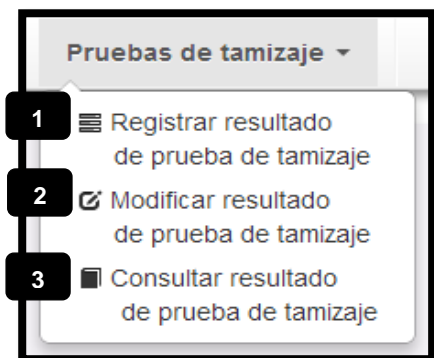 Pruebas de tamizaje
1 Registrar resultado
de prueba de tamizaje
2 Modificar resultado
de prueba de tamizaje
3 Consultar resultado
de prueba de tamizaje